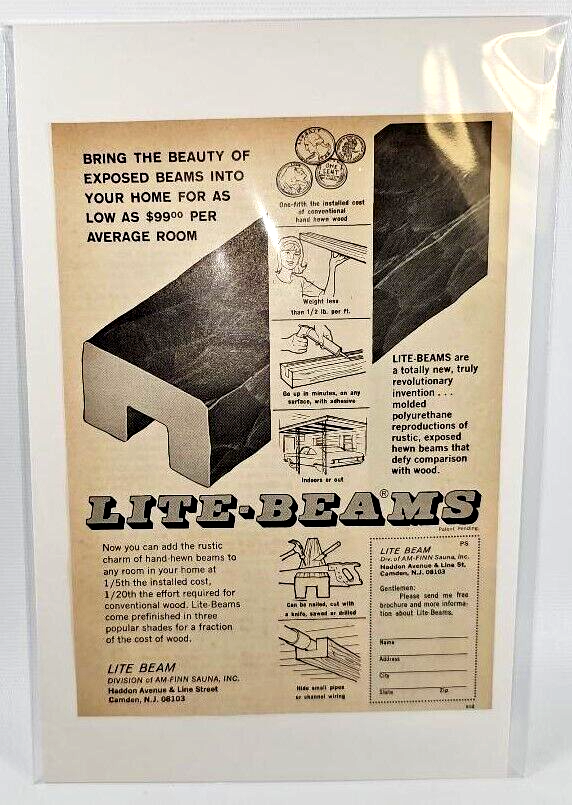 BRING THE BEAUTY OF
EXPOSED BEAMS INTO
YOUR HOME FOR AS
LOW AS $99⁰⁰ PER
AVERAGE ROOM
LIBERTY
ONE
CENT
One-fifth the installed cost
of conventional
hand hewn wood
Weight less
than 1/2 lb. per ft.
Go up in minutes, on any
surface, with adhesive
Indoors or out
LITE-BEAMS are
a totally new, truly
revolutionary
invention . . .
molded
polyurethane
reproductions of
rustic, exposed
hewn beams that
defy comparison
with wood.
LITE-BEAMS®
Patent Pending.
Now you can add the rustic
charm of hand-hewn beams to
any room in your home at
1/5th the installed cost,
1/20th the effort required for
conventional wood. Lite-Beams
come prefinished in three
popular shades for a fraction
of the cost of wood.
LITE BEAM
DIVISION of AM-FINN SAUNA, INC.
Haddon Avenue & Line Street
Camden, N.J. 08103
Can be nailed, cut with
a knife, sawed or drilled
Hide small pipes
or channel wiring
LITE BEAM PS
Div. of AM-FINN Sauna, Inc.
Haddon Avenue & Line St.
Camden, N.J. 08103
Gentlemen:
Please send me free
brochure and more informa-
tion about Lite-Beams.
Name
Address
City
State Zip